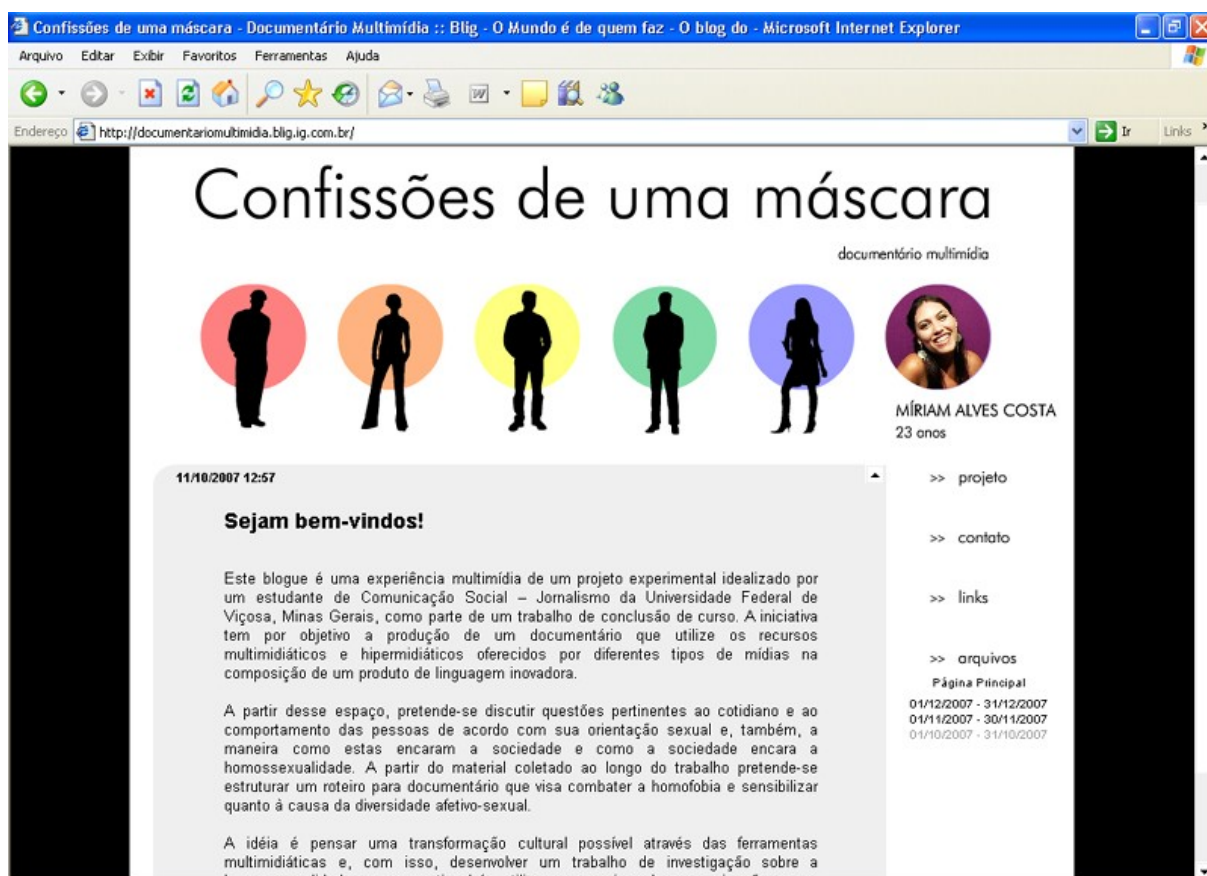 Confissões de uma máscara - Documentário Multimídia :: Blig - O Mundo é de quem faz - O blog do - Microsoft Internet Explorer
Arquivo Editar Exibir Favoritos Ferramentas Ajuda
Endereço http://documentariomultimidia.blig.ig.com.br/ Ir Links
Confissões de uma máscara
documentário multimídia
MÍRIAM ALVES COSTA
23 anos
11/10/2007 12:57
Sejam bem-vindos!
Este blogue é uma experiência multimídia de um projeto experimental idealizado por
um estudante de Comunicação Social – Jornalismo da Universidade Federal de
Viçosa, Minas Gerais, como parte de um trabalho de conclusão de curso. A iniciativa
tem por objetivo a produção de um documentário que utilize os recursos
multimidiáticos e hipermidiáticos oferecidos por diferentes tipos de mídias na
composição de um produto de linguagem inovadora.
A partir desse espaço, pretende-se discutir questões pertinentes ao cotidiano e ao
comportamento das pessoas de acordo com sua orientação sexual e, também, a
maneira como estas encaram a sociedade e como a sociedade encara a
homossexualidade. A partir do material coletado ao longo do trabalho pretende-se
estruturar um roteiro para documentário que visa combater a homofobia e sensibilizar
quanto à causa da diversidade afetivo-sexual.
A idéia é pensar uma transformação cultural possível através das ferramentas
multimidiáticas e, com isso, desenvolver um trabalho de investigação sobre a
>> projeto
>> contato
>> links
>> arquivos
Página Principal
01/12/2007 - 31/12/2007
01/11/2007 - 30/11/2007
01/10/2007 - 31/10/2007